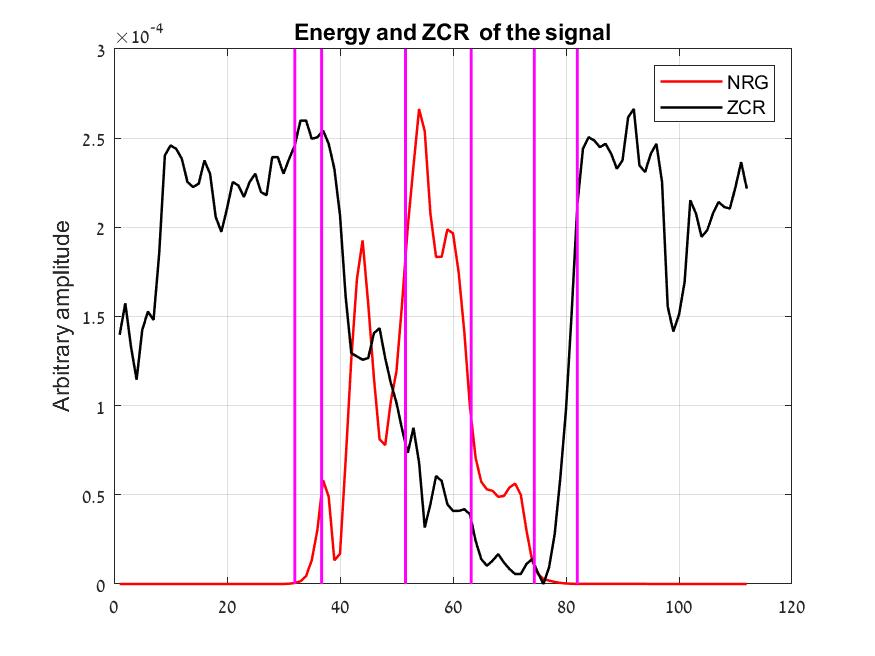 Energy and ZCR of the signal
×10⁻⁴
3
2.5
2
1.5
1
0.5
0
Arbitrary amplitude
NRG
ZCR
0 20 40 60 80 100 120